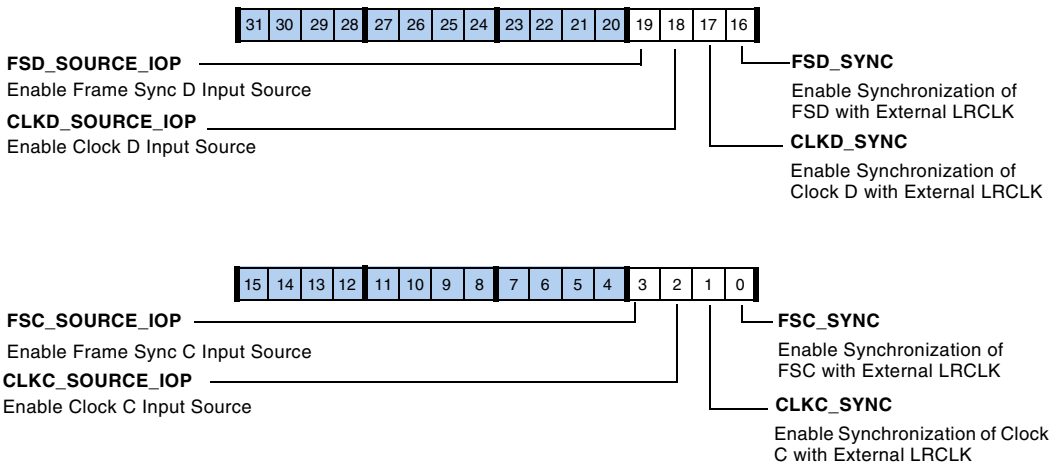 31 30 29 28 27 26 25 24 23 22 21 20 19 18 17 16
FSD_SOURCE_IOP
Enable Frame Sync D Input Source
CLKD_SOURCE_IOP
Enable Clock D Input Source
FSD_SYNC
Enable Synchronization of
FSD with External LRCLK
CLKD_SYNC
Enable Synchronization of
Clock D with External LRCLK
15 14 13 12 11 10 9 8 7 6 5 4 3 2 1 0
FSC_SOURCE_IOP
Enable Frame Sync C Input Source
CLKC_SOURCE_IOP
Enable Clock C Input Source
FSC_SYNC
Enable Synchronization of
FSC with External LRCLK
CLKC_SYNC
Enable Synchronization of Clock
C with External LRCLK